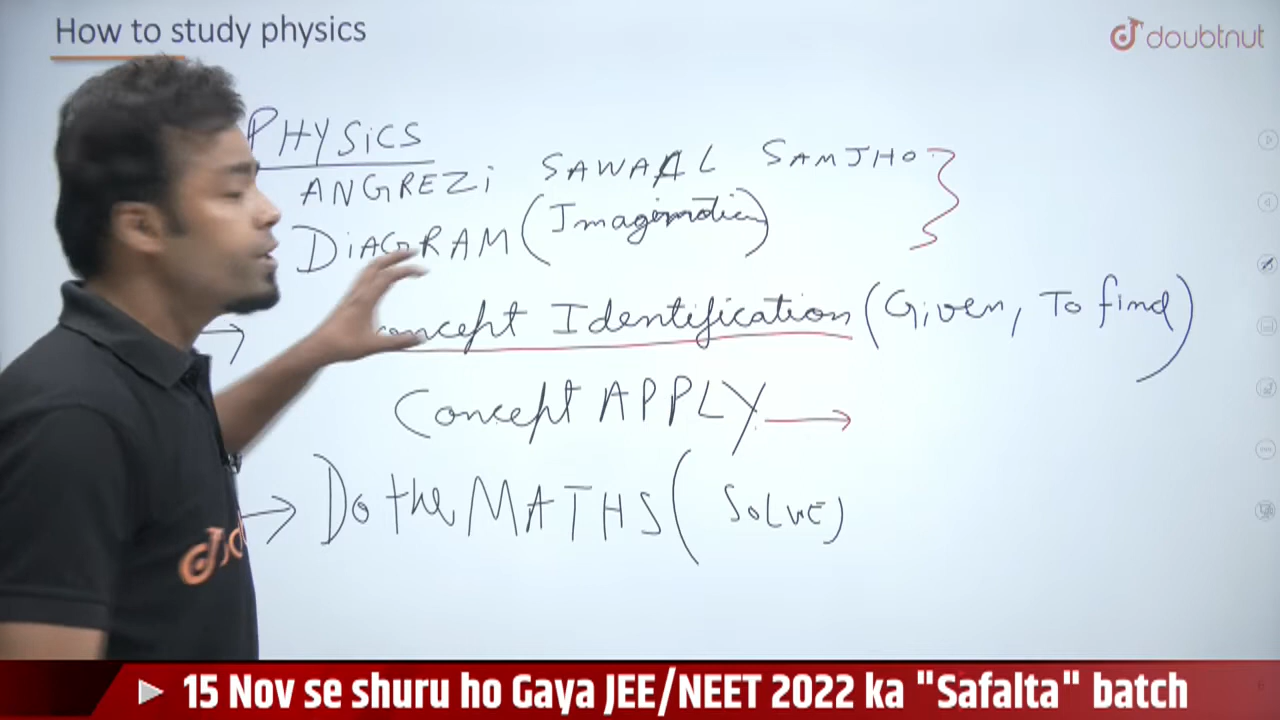 How to study physics
doubtnut
PHYSICS
ANGREZI SAWAAL SAMJHO
DIAGRAM (Imagination)
concept Identification (Given, To find)
Concept APPLY
Do the MATHS (SOLVE)
15 Nov se shuru ho Gaya JEE/NEET 2022 ka "Safalta" batch